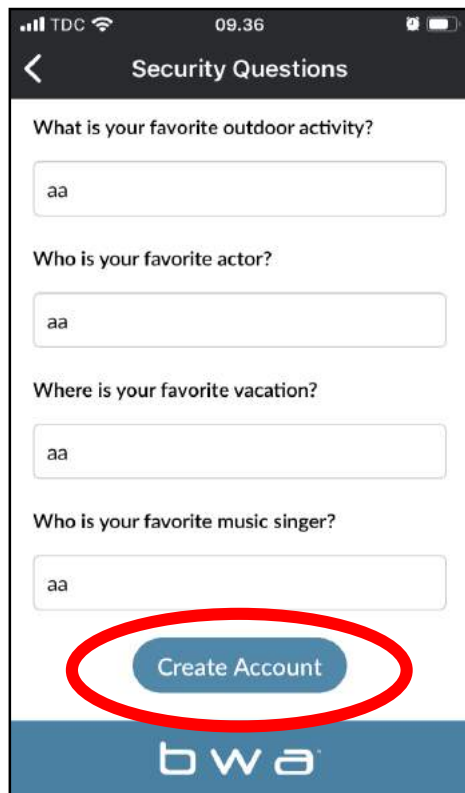 TDC 09.36
Security Questions
What is your favorite outdoor activity?
aa
Who is your favorite actor?
aa
Where is your favorite vacation?
aa
Who is your favorite music singer?
aa
Create Account
bwa